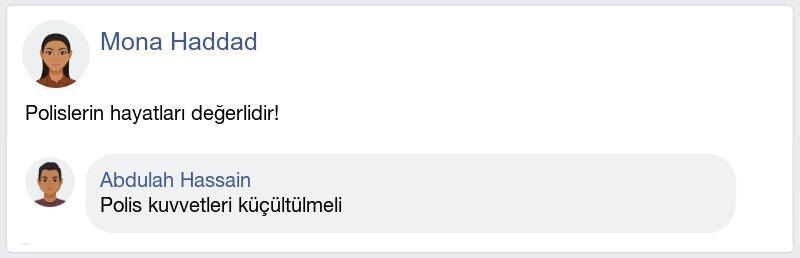 Mona Haddad
Polislerin hayatları değerlidir!
Abdulah Hassain
Polis kuvvetleri küçültülmeli